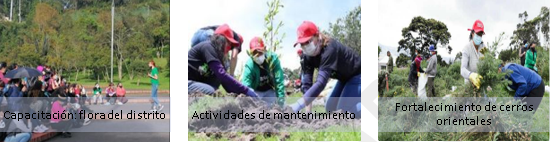 Capacitación: flora del distrito
Actividades de mantenimiento
Fortalecimiento de cerros
orientales